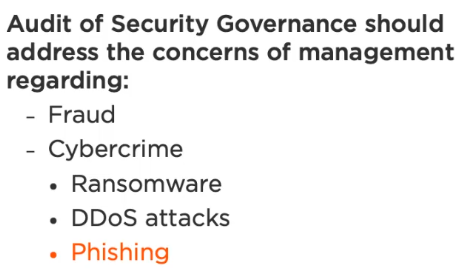 Audit of Security Governance should
address the concerns of management
regarding:
- Fraud
- Cybercrime
• Ransomware
• DDoS attacks
• Phishing